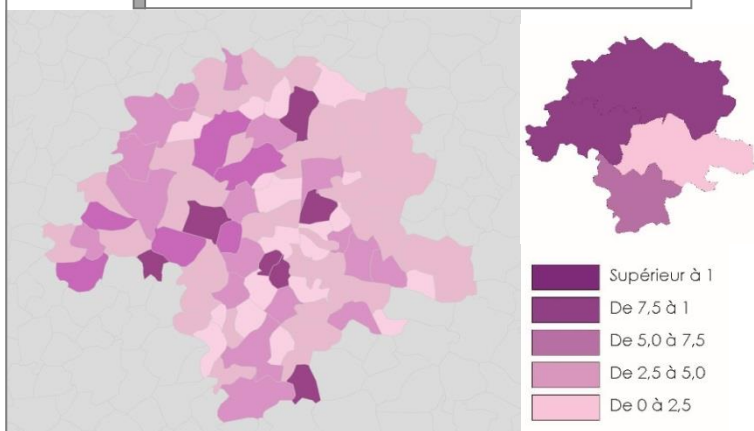 Supérieur à 1
De 7,5 à 1
De 5,0 à 7,5
De 2,5 à 5,0
De 0 à 2,5